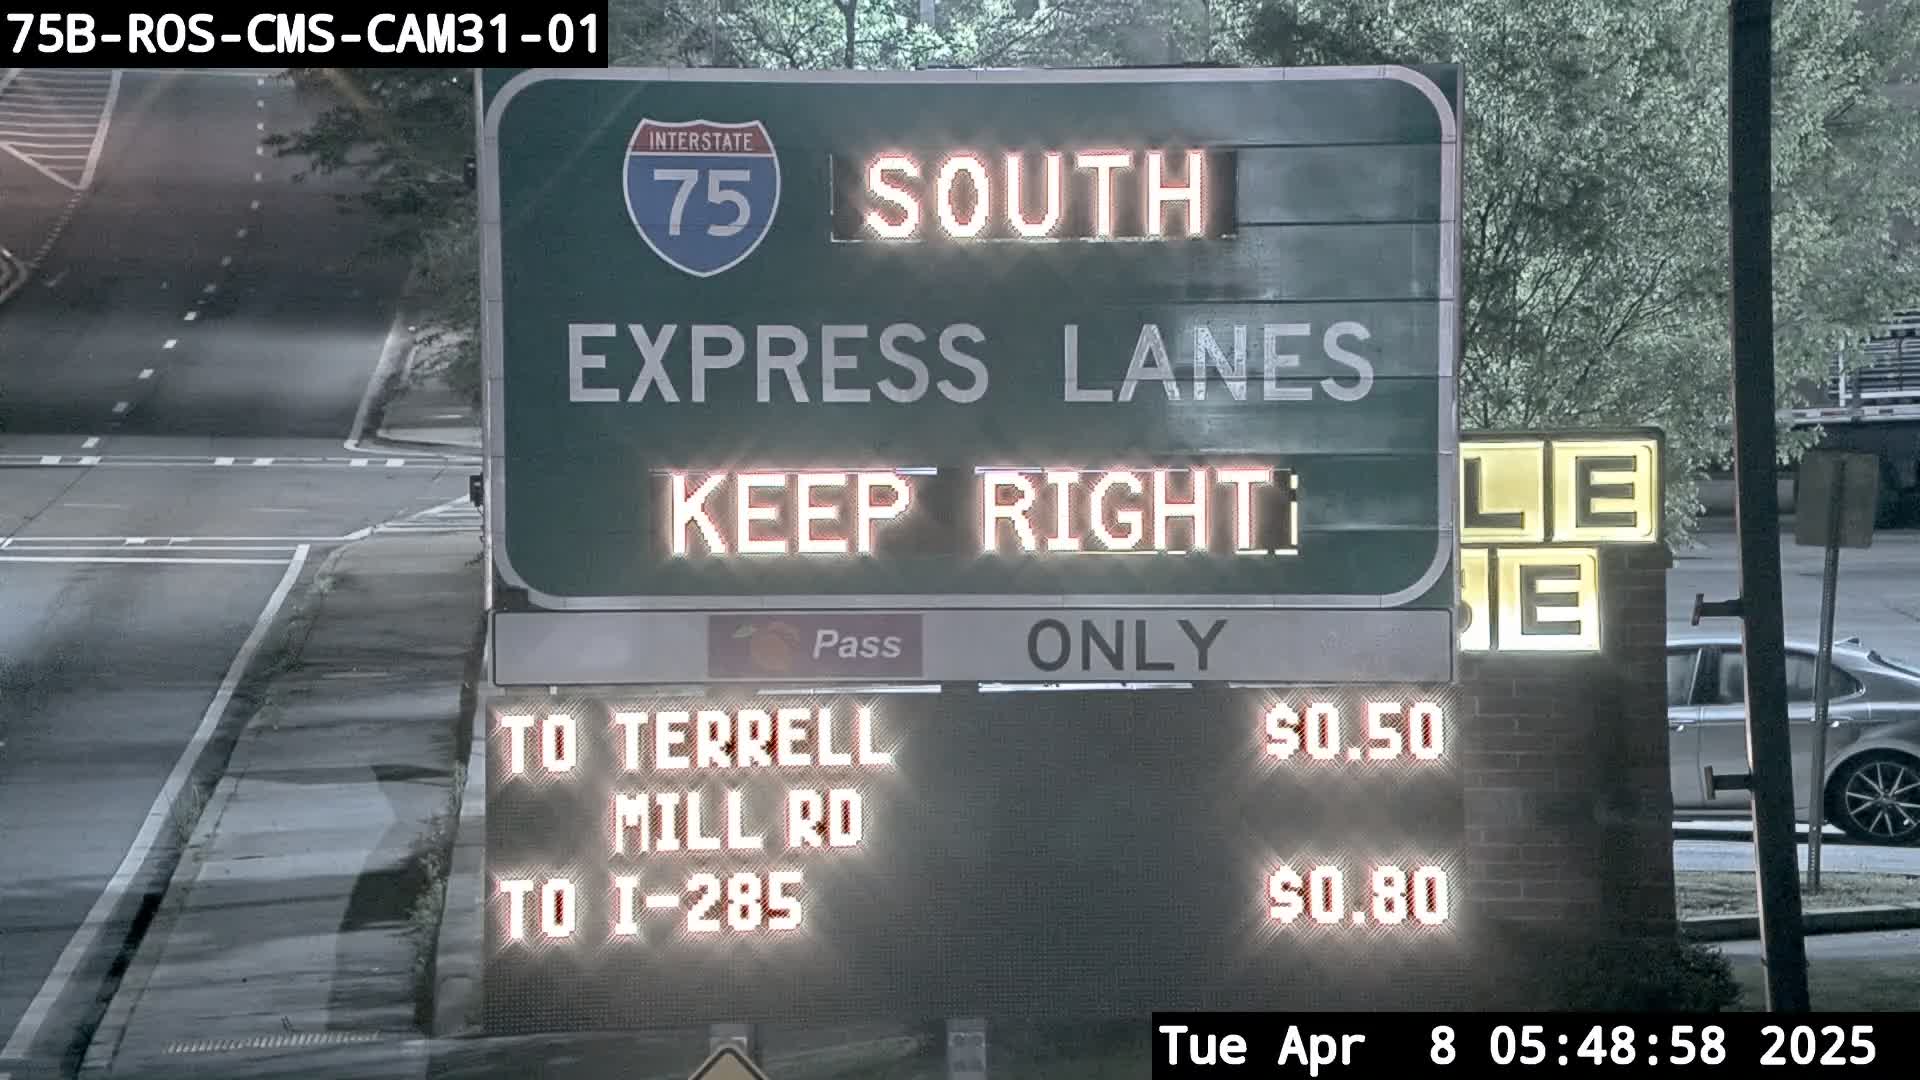 75B-ROS-CMS-CAM31-01
INTERSTATE
75
SOUTH
EXPRESS LANES
KEEP RIGHT
Pass ONLY
TO TERRELL $0.50
MILL RD
TO I-285 $0.80
LE
E
Tue Apr 8 05:48:58 2025